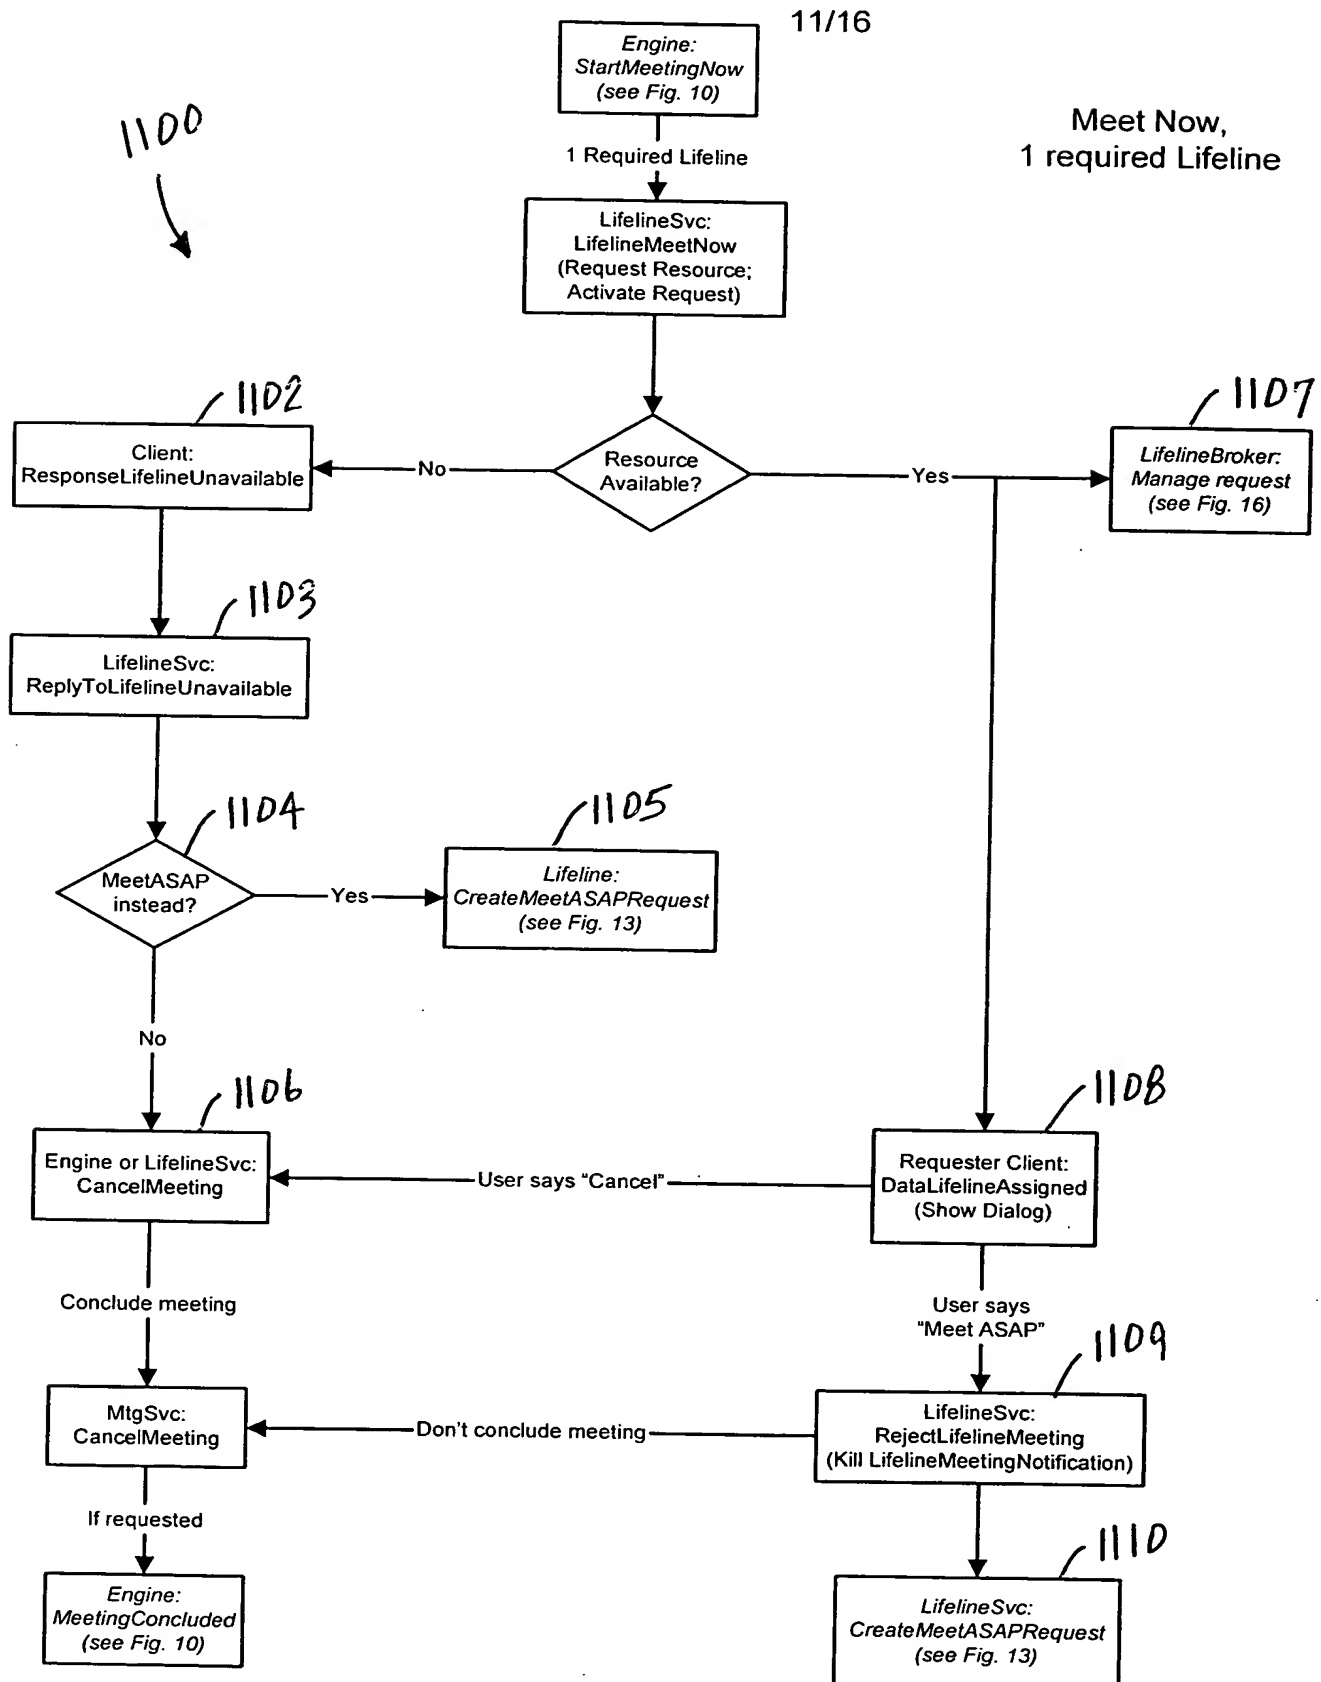 11/16
Engine:
StartMeetingNow
(see Fig. 10)
Meet Now,
1 required Lifeline
1100
1 Required Lifeline
LifelineSvc:
LifelineMeetNow
(Request Resource;
Activate Request)
1102
1107
Client:
ResponseLifelineUnavailable
No
Resource
Available?
Yes
LifelineBroker:
Manage request
(see Fig. 16)
1103
LifelineSvc:
ReplyToLifelineUnavailable
1104
1105
MeetASAP
instead?
Yes
Lifeline:
CreateMeetASAPRequest
(see Fig. 13)
No
1106
1108
Engine or LifelineSvc:
CancelMeeting
User says "Cancel"
Requester Client:
DataLifelineAssigned
(Show Dialog)
Conclude meeting
User says
"Meet ASAP"
1109
MtgSvc:
CancelMeeting
Don't conclude meeting
LifelineSvc:
RejectLifelineMeeting
(Kill LifelineMeetingNotification)
If requested
1110
Engine:
MeetingConcluded
(see Fig. 10)
LifelineSvc:
CreateMeetASAPRequest
(see Fig. 13)